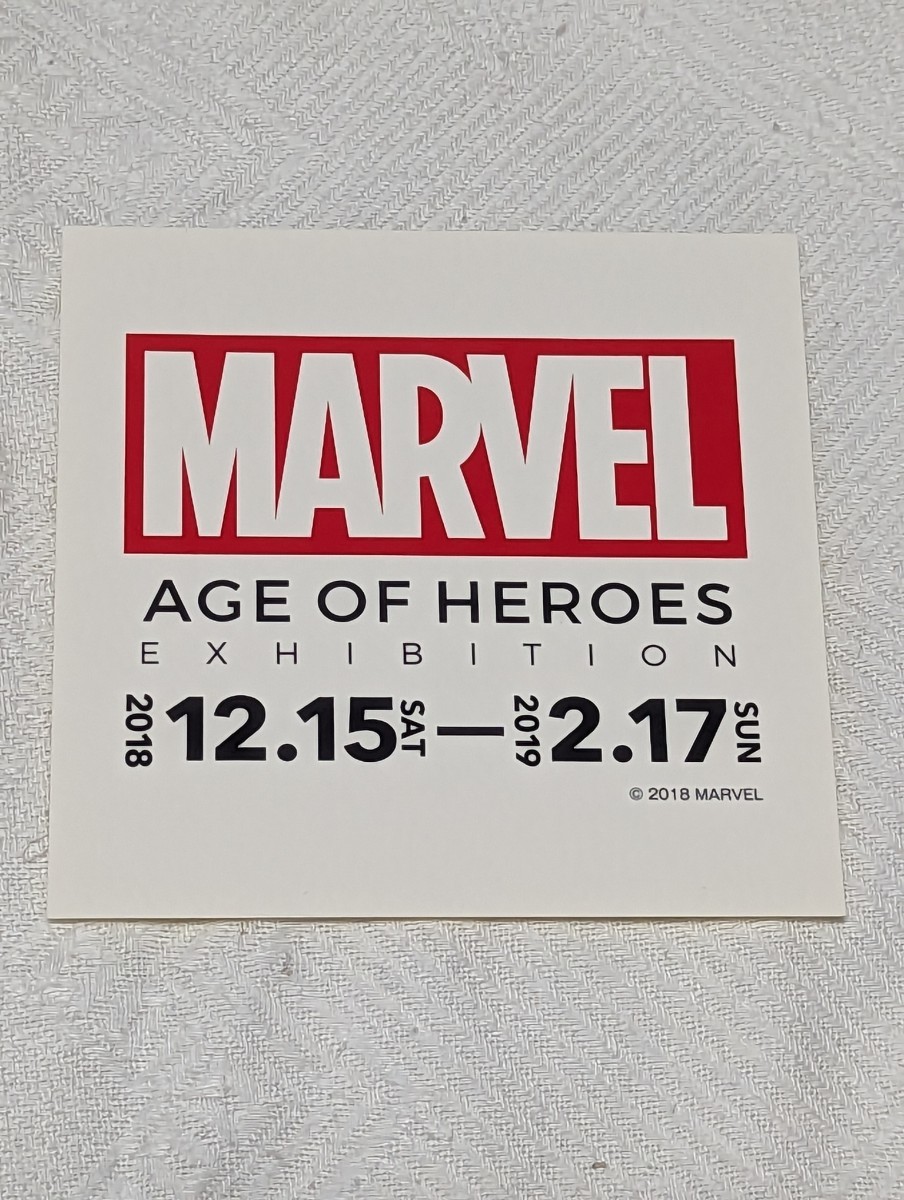 MARVEL
AGE OF HEROES
EXHIBITION
2018 12.15 SAT — 2019 2.17 SUN
© 2018 MARVEL